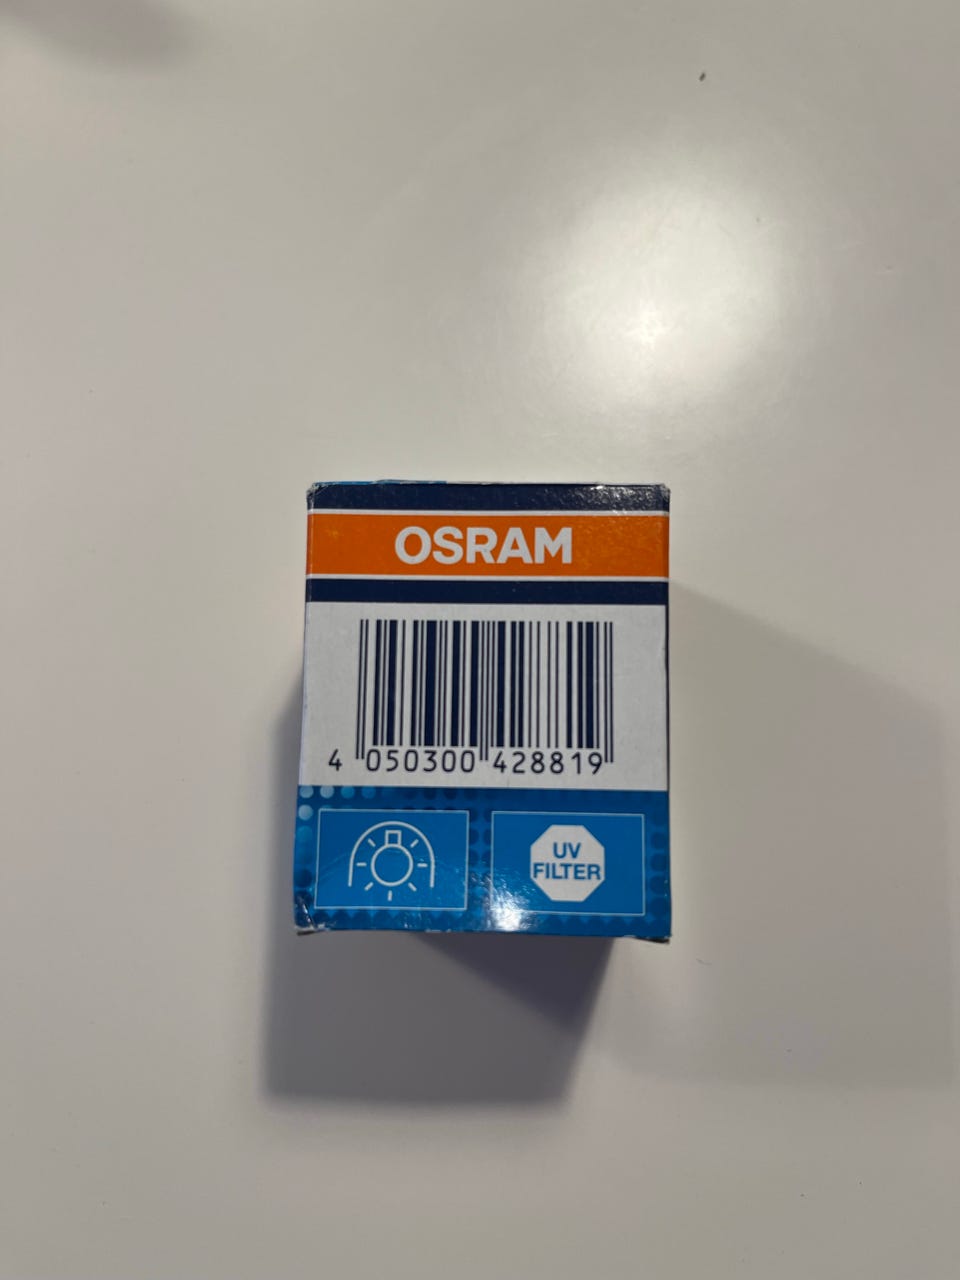 OSRAM
4 050300 428819
UV
FILTER